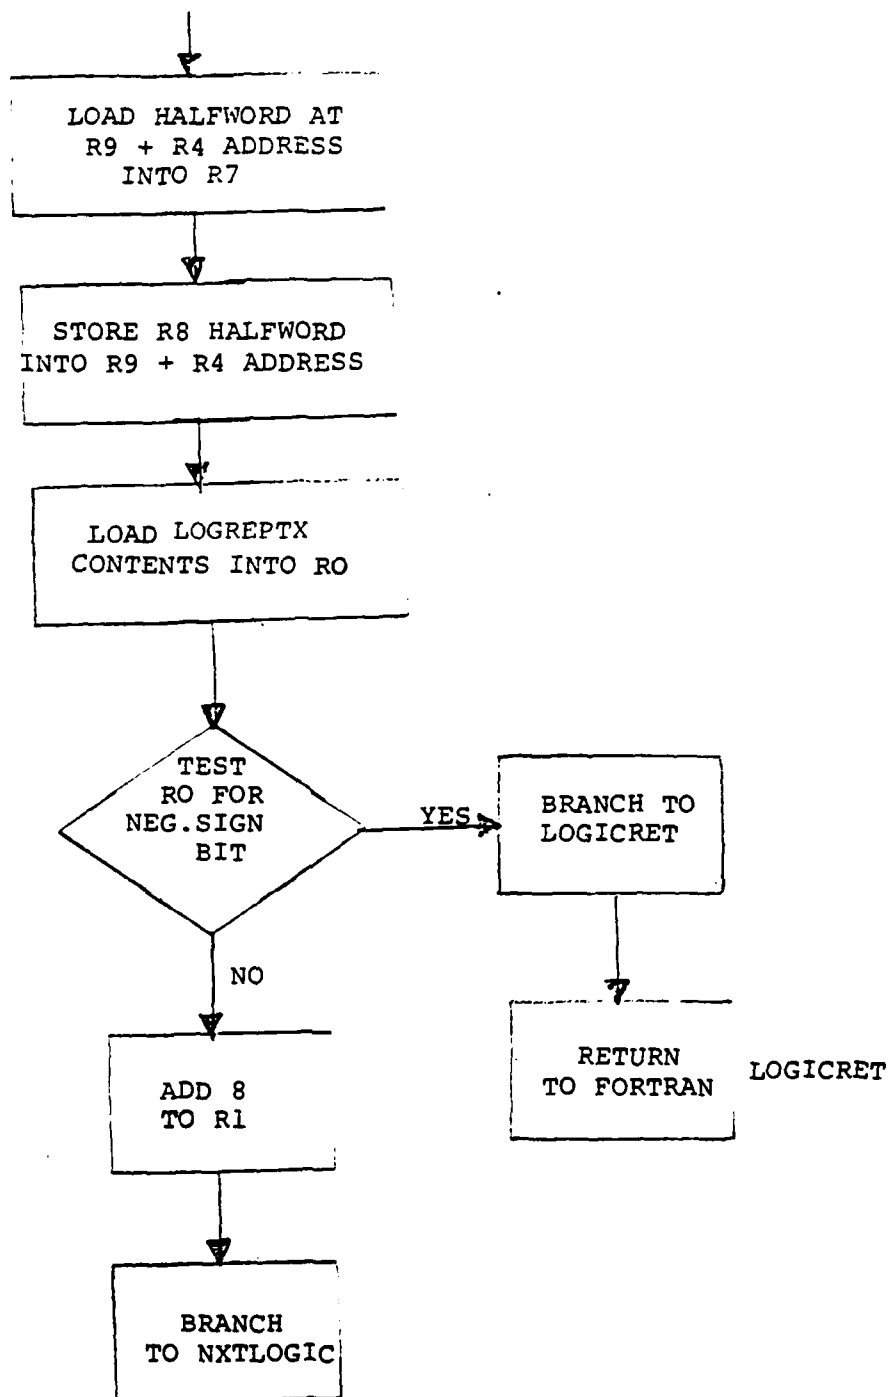 LOAD HALFWORD AT
R9 + R4 ADDRESS
INTO R7
STORE R8 HALFWORD
INTO R9 + R4 ADDRESS
LOAD LOGREPTX
CONTENTS INTO RO
TEST
RO FOR
NEG.SIGN
BIT
YES
BRANCH TO
LOGICRET
NO
RETURN
TO FORTRAN
LOGICRET
ADD 8
TO R1
BRANCH
TO NXTLOGIC